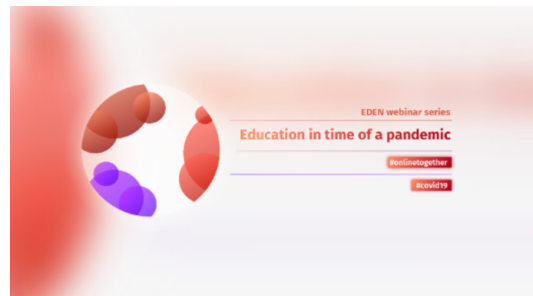 EDEN webinar series
Education in time of a pandemic
#onlinetogether
#covid19